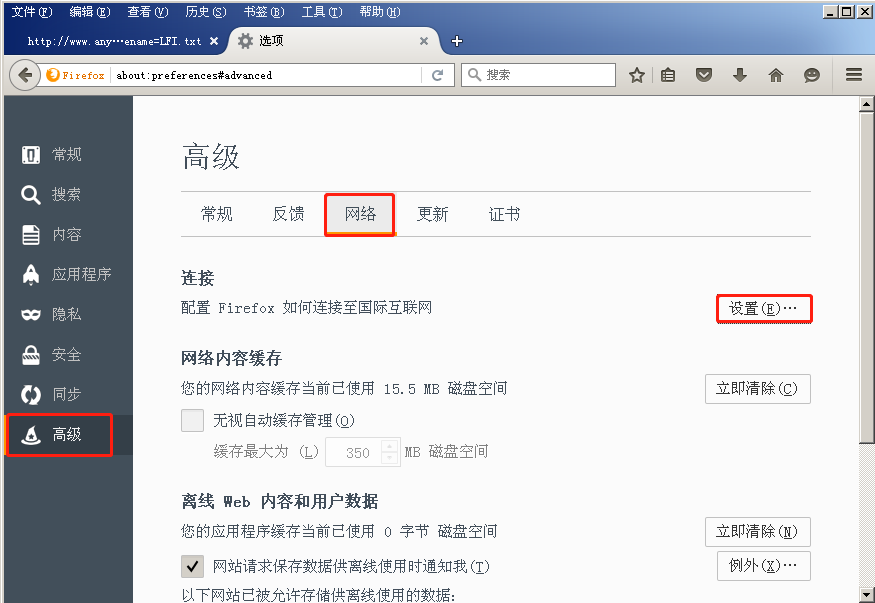 文件(F) 编辑(E) 查看(V) 历史(S) 书签(B) 工具(T) 帮助(H)
http://www.any…ename=LFI.txt
选项
Firefox
about:preferences#advanced
搜索
常规
搜索
内容
应用程序
隐私
安全
同步
高级
高级
常规 反馈 网络 更新 证书
连接
配置 Firefox 如何连接至国际互联网
设置(E)…
网络内容缓存
您的网络内容缓存当前已使用 15.5 MB 磁盘空间
立即清除(C)
无视自动缓存管理(O)
缓存最大为 (L) 350 MB 磁盘空间
离线 Web 内容和用户数据
您的应用程序缓存当前已使用 0 字节 磁盘空间
立即清除(N)
网站请求保存数据供离线使用时通知我(T)
例外(X)…
以下网站已被允许存储供离线使用的数据: